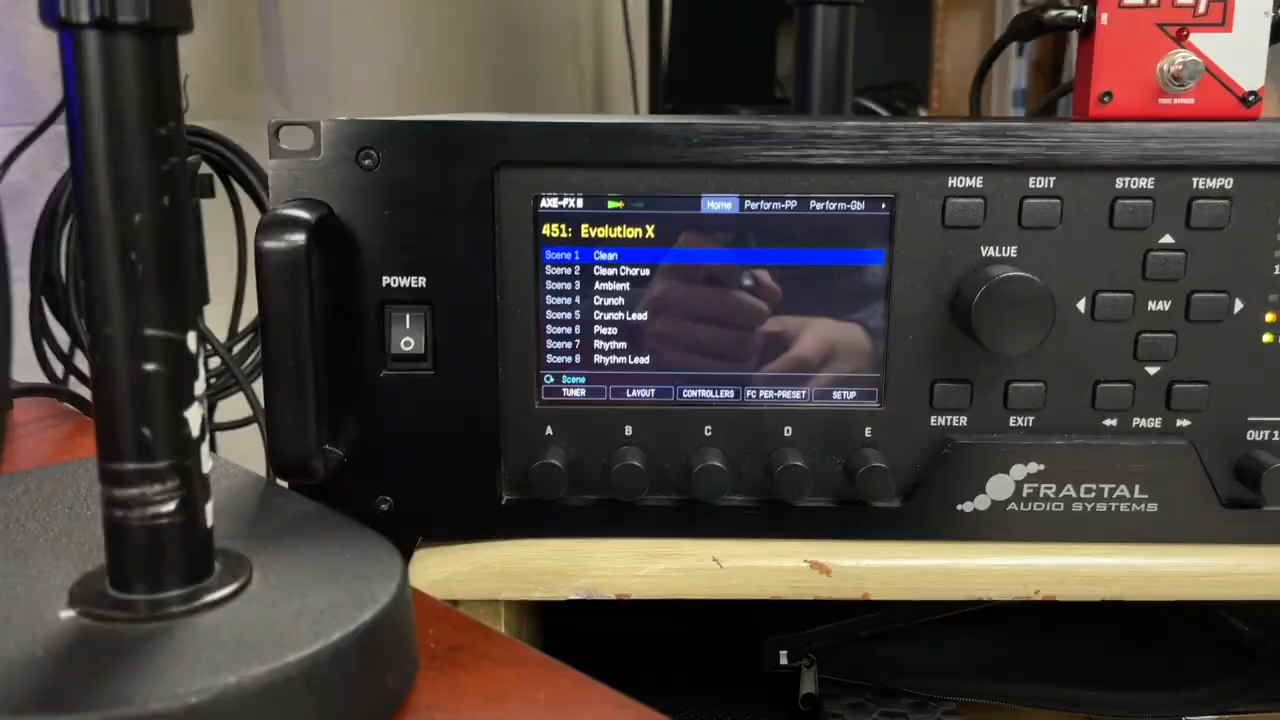 TRUE BYPASS
HOME EDIT STORE TEMPO
AXE-FX III Home Perform-PP Perform-Gbl
451: Evolution X
Scene 1 Clean
Scene 2 Clean Chorus
Scene 3 Ambient
Scene 4 Crunch
Scene 5 Crunch Lead
Scene 6 Piezo
Scene 7 Rhythm
Scene 8 Rhythm Lead
Scene
TUNER LAYOUT CONTROLLERS FC PER-PRESET SETUP
POWER
VALUE
NAV
ENTER EXIT PAGE
A B C D E
OUT 1
FRACTAL
AUDIO SYSTEMS